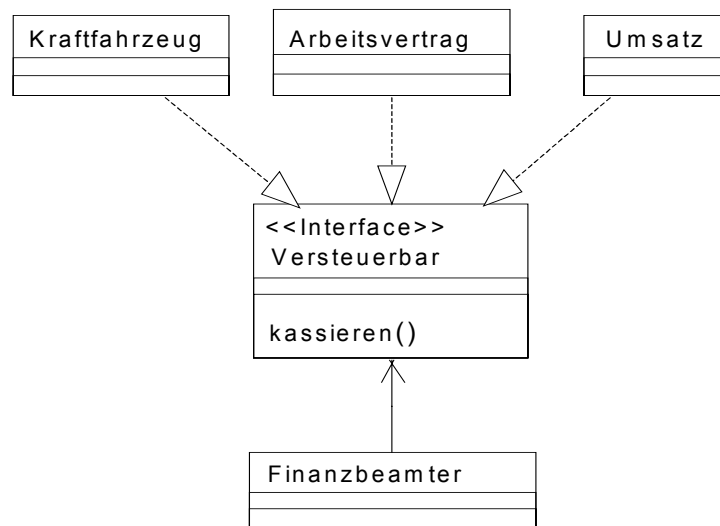 Kraftfahrzeug
Arbeitsvertrag
Umsatz
<<Interface>>
Versteuerbar
kassieren()
Finanzbeamter